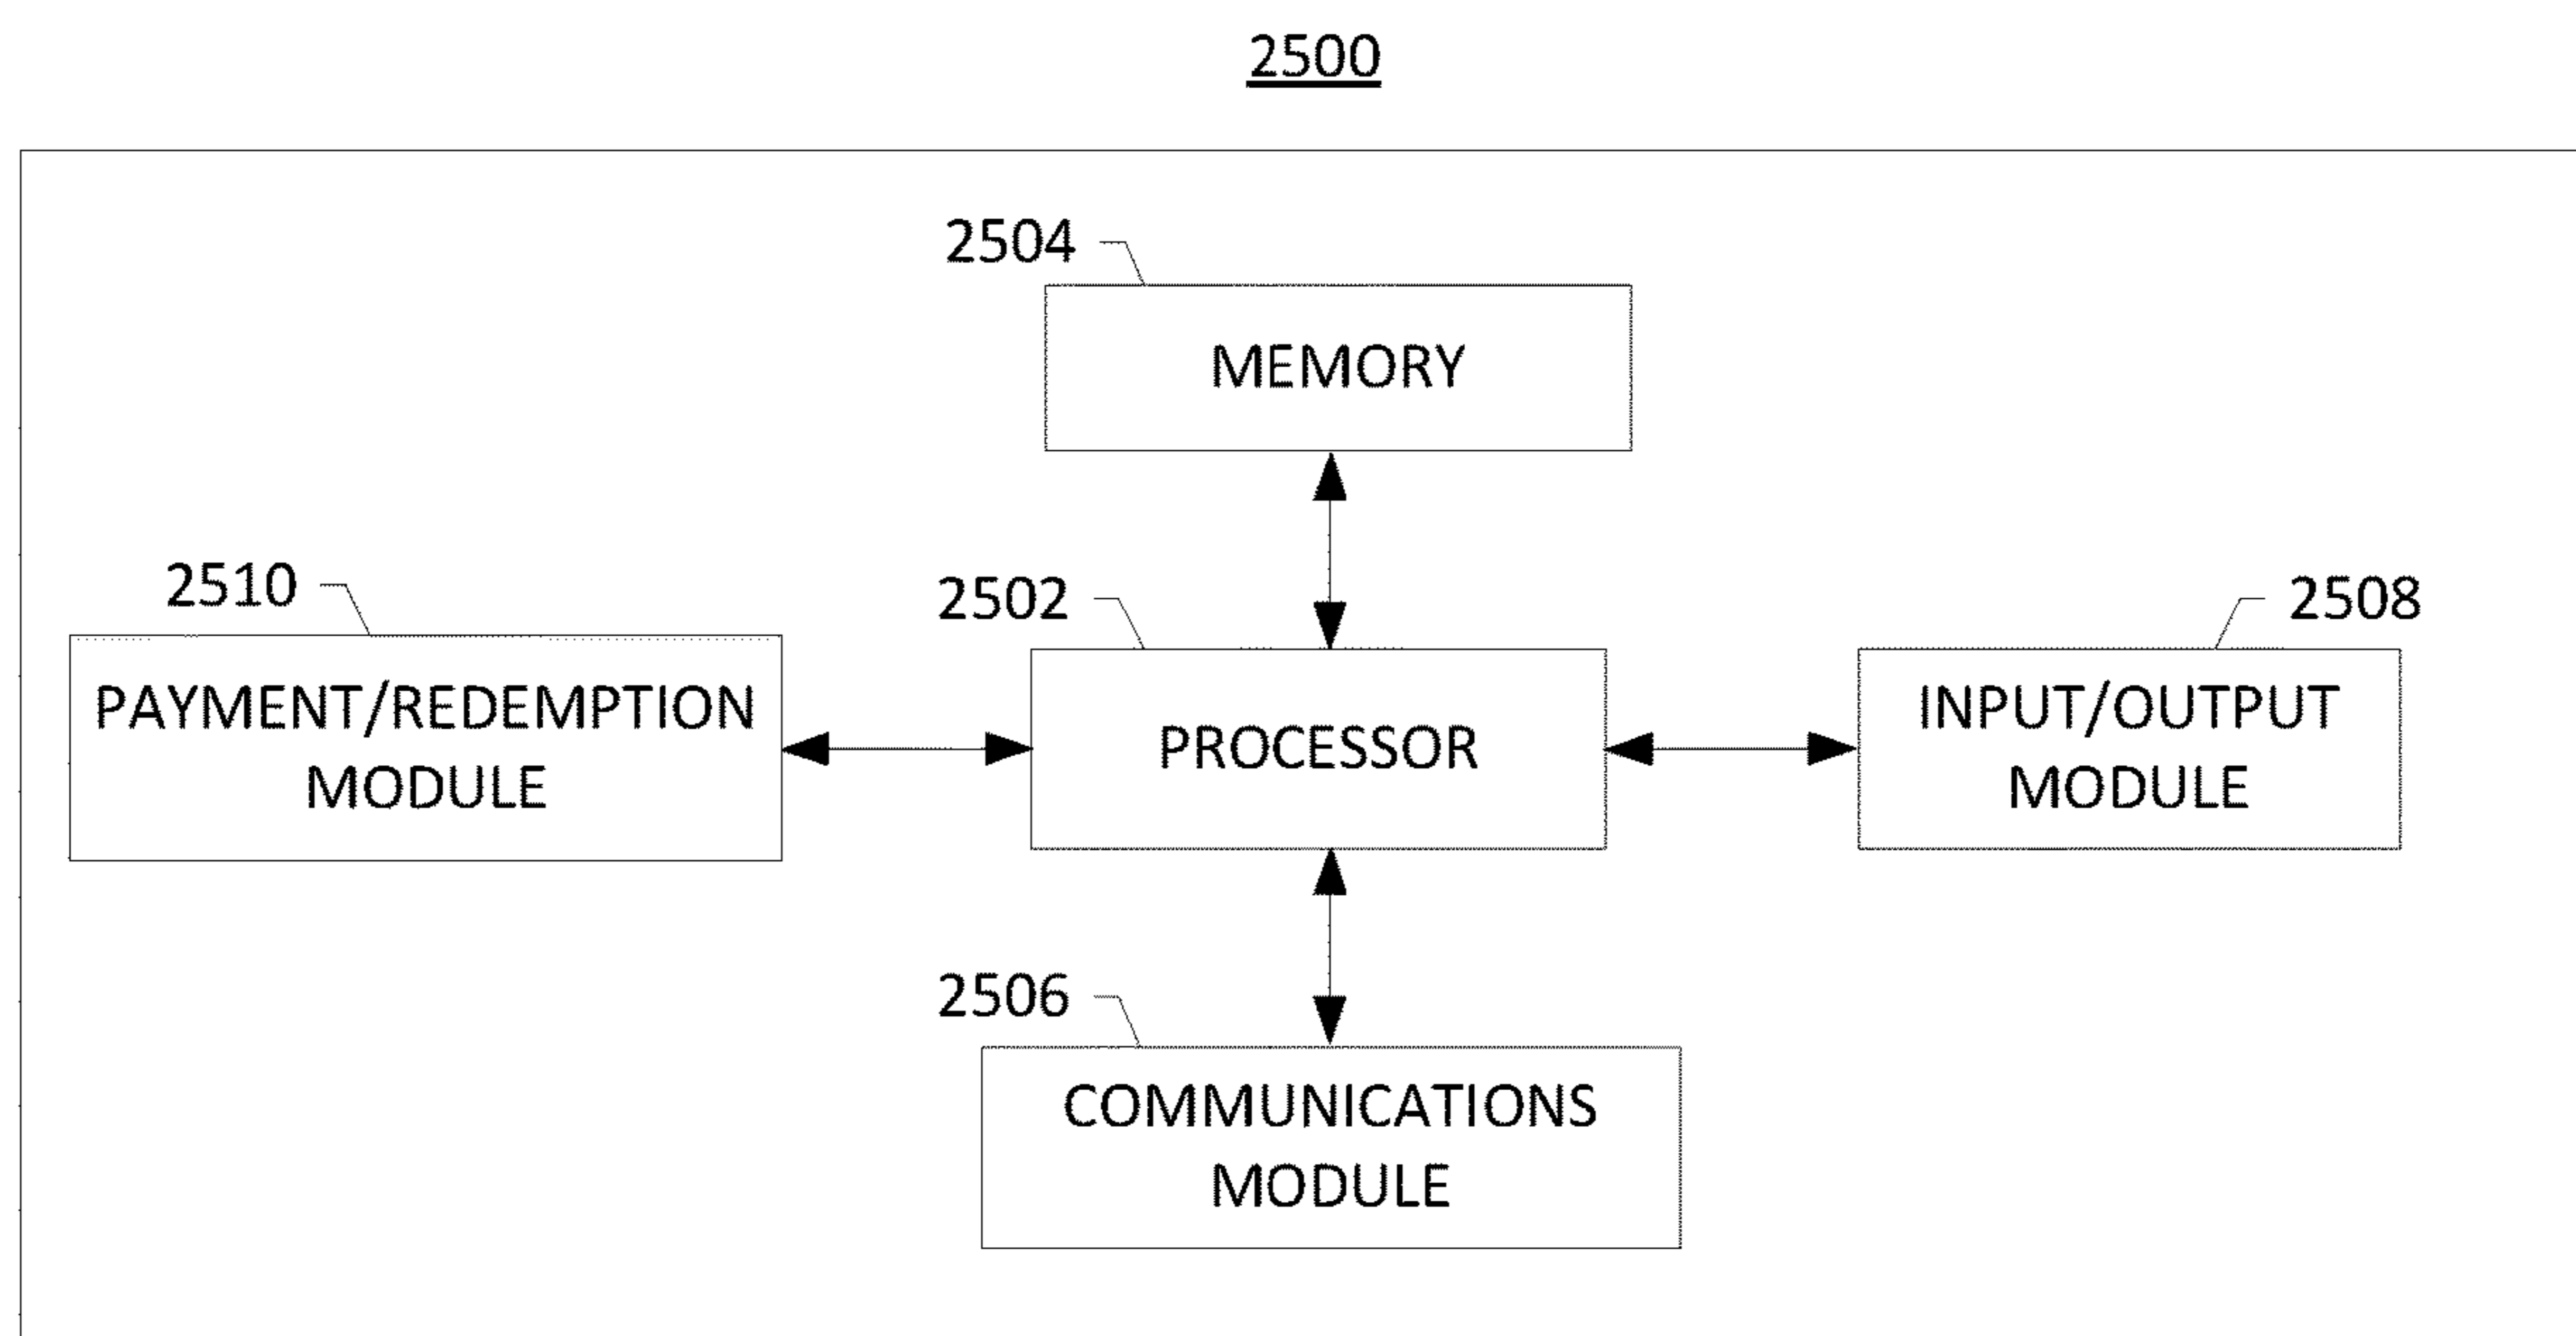 2500
2504
MEMORY
2510
2502
2508
PAYMENT/REDEMPTION
MODULE
PROCESSOR
INPUT/OUTPUT
MODULE
2506
COMMUNICATIONS
MODULE